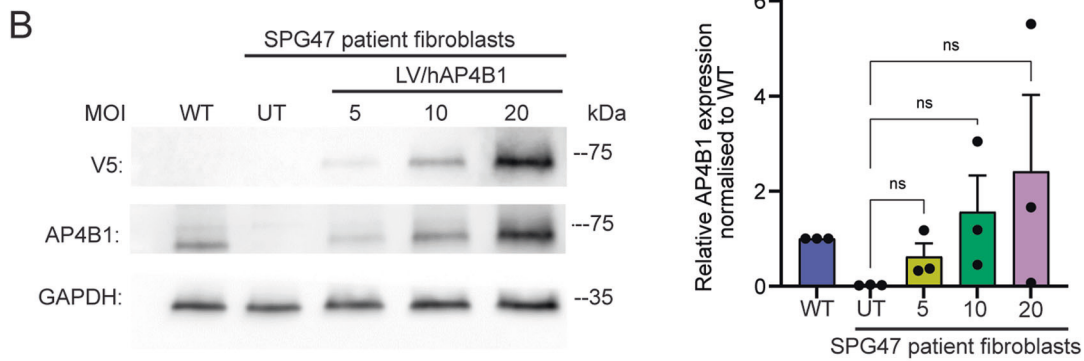 B
SPG47 patient fibroblasts
LV/hAP4B1
MOI WT UT 5 10 20 kDa
V5: --75
AP4B1: ---75
GAPDH: --35
Relative AP4B1 expression
normalised to WT
6
4
2
0
ns
ns
ns
WT UT 5 10 20
SPG47 patient fibroblasts